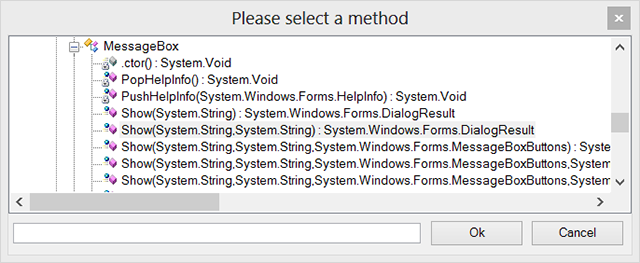 Please select a method
MessageBox
.ctor() : System.Void
PopHelpInfo() : System.Void
PushHelpInfo(System.Windows.Forms.HelpInfo) : System.Void
Show(System.String) : System.Windows.Forms.DialogResult
Show(System.String,System.String) : System.Windows.Forms.DialogResult
Show(System.String,System.String,System.Windows.Forms.MessageBoxButtons) : Syste
Show(System.String,System.String,System.Windows.Forms.MessageBoxButtons,System
Show(System.String,System.String,System.Windows.Forms.MessageBoxButtons,System
Ok Cancel